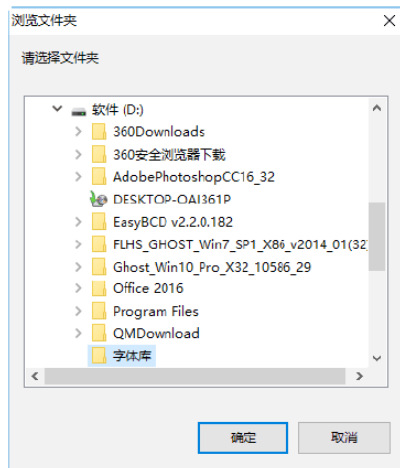 浏览文件夹
请选择文件夹
软件 (D:)
360Downloads
360安全浏览器下载
AdobePhotoshopCC16_32
DESKTOP-OAI361P
EasyBCD v2.2.0.182
FLHS_GHOST_Win7_SP1_X86_v2014_01(32
Ghost_Win10_Pro_X32_10586_29
Office 2016
Program Files
QMDownload
字体库
确定
取消